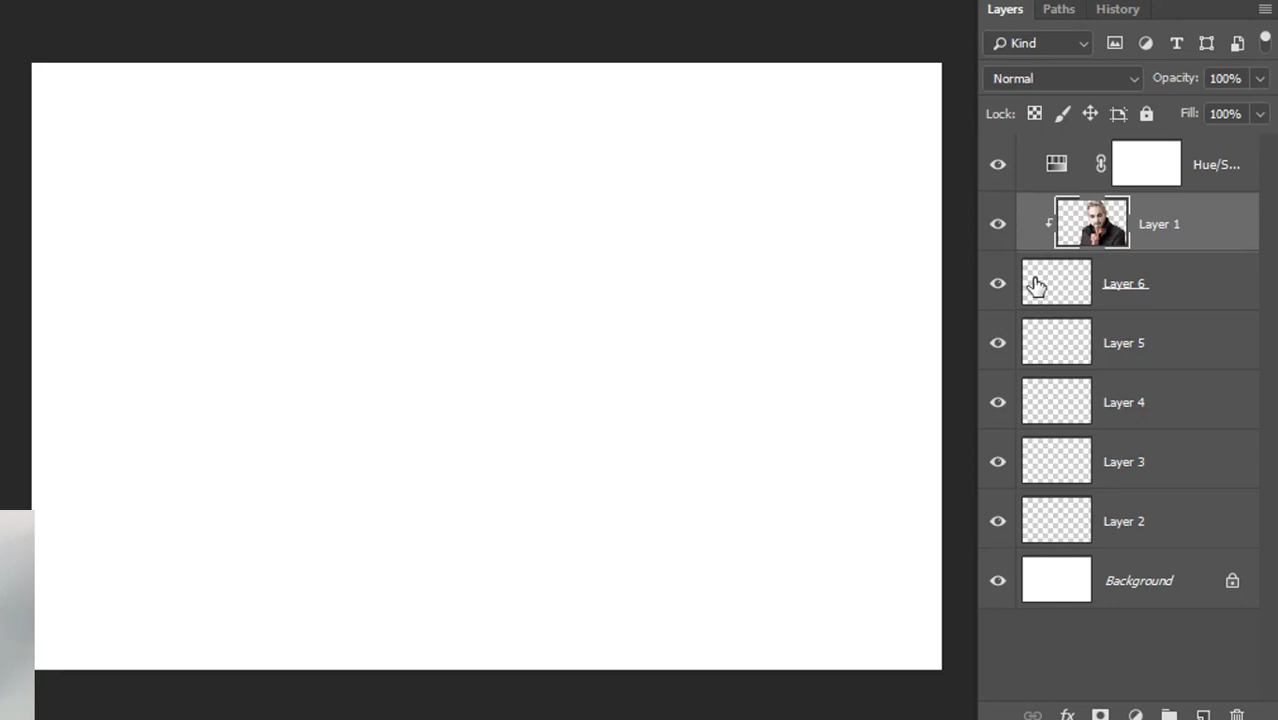 Layers Paths History
Kind
Normal Opacity: 100%
Lock: Fill: 100%
Hue/S...
Layer 1
Layer 6
Layer 5
Layer 4
Layer 3
Layer 2
Background
fx